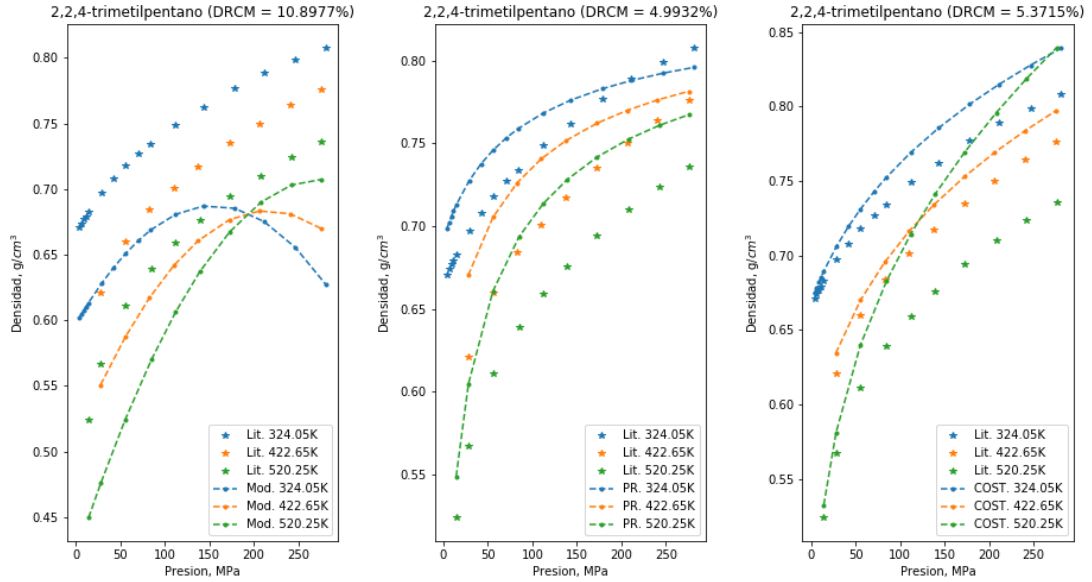 2,2,4-trimetilpentano (DRCM = 10.8977%)
0.80
0.75
0.70
0.65
0.60
0.55
0.50
0.45
Densidad, g/cm³
0 50 100 150 200 250
Presion, MPa
Lit. 324.05K
Lit. 422.65K
Lit. 520.25K
Mod. 324.05K
Mod. 422.65K
Mod. 520.25K
2,2,4-trimetilpentano (DRCM = 4.9932%)
0.80
0.75
0.70
0.65
0.60
0.55
Densidad, g/cm³
0 50 100 150 200 250
Presion, MPa
Lit. 324.05K
Lit. 422.65K
Lit. 520.25K
PR. 324.05K
PR. 422.65K
PR. 520.25K
2,2,4-trimetilpentano (DRCM = 5.3715%)
0.85
0.80
0.75
0.70
0.65
0.60
0.55
Densidad, g/cm³
0 50 100 150 200 250
Presion, MPa
Lit. 324.05K
Lit. 422.65K
Lit. 520.25K
COST. 324.05K
COST. 422.65K
COST. 520.25K